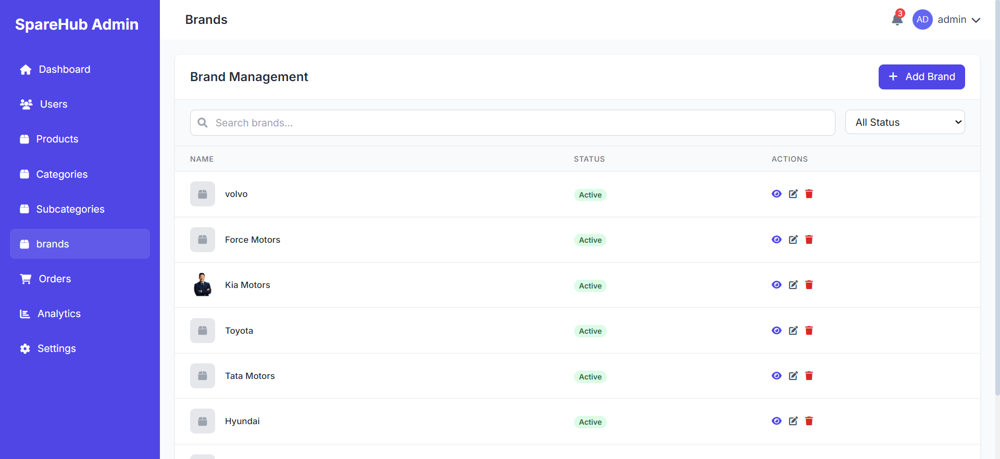 SpareHub Admin
Dashboard
Users
Products
Categories
Subcategories
brands
Orders
Analytics
Settings
Brands
3
AD
admin
Brand Management
Add Brand
Search brands...
All Status
NAME STATUS ACTIONS
volvo Active
Force Motors Active
Kia Motors Active
Toyota Active
Tata Motors Active
Hyundai Active